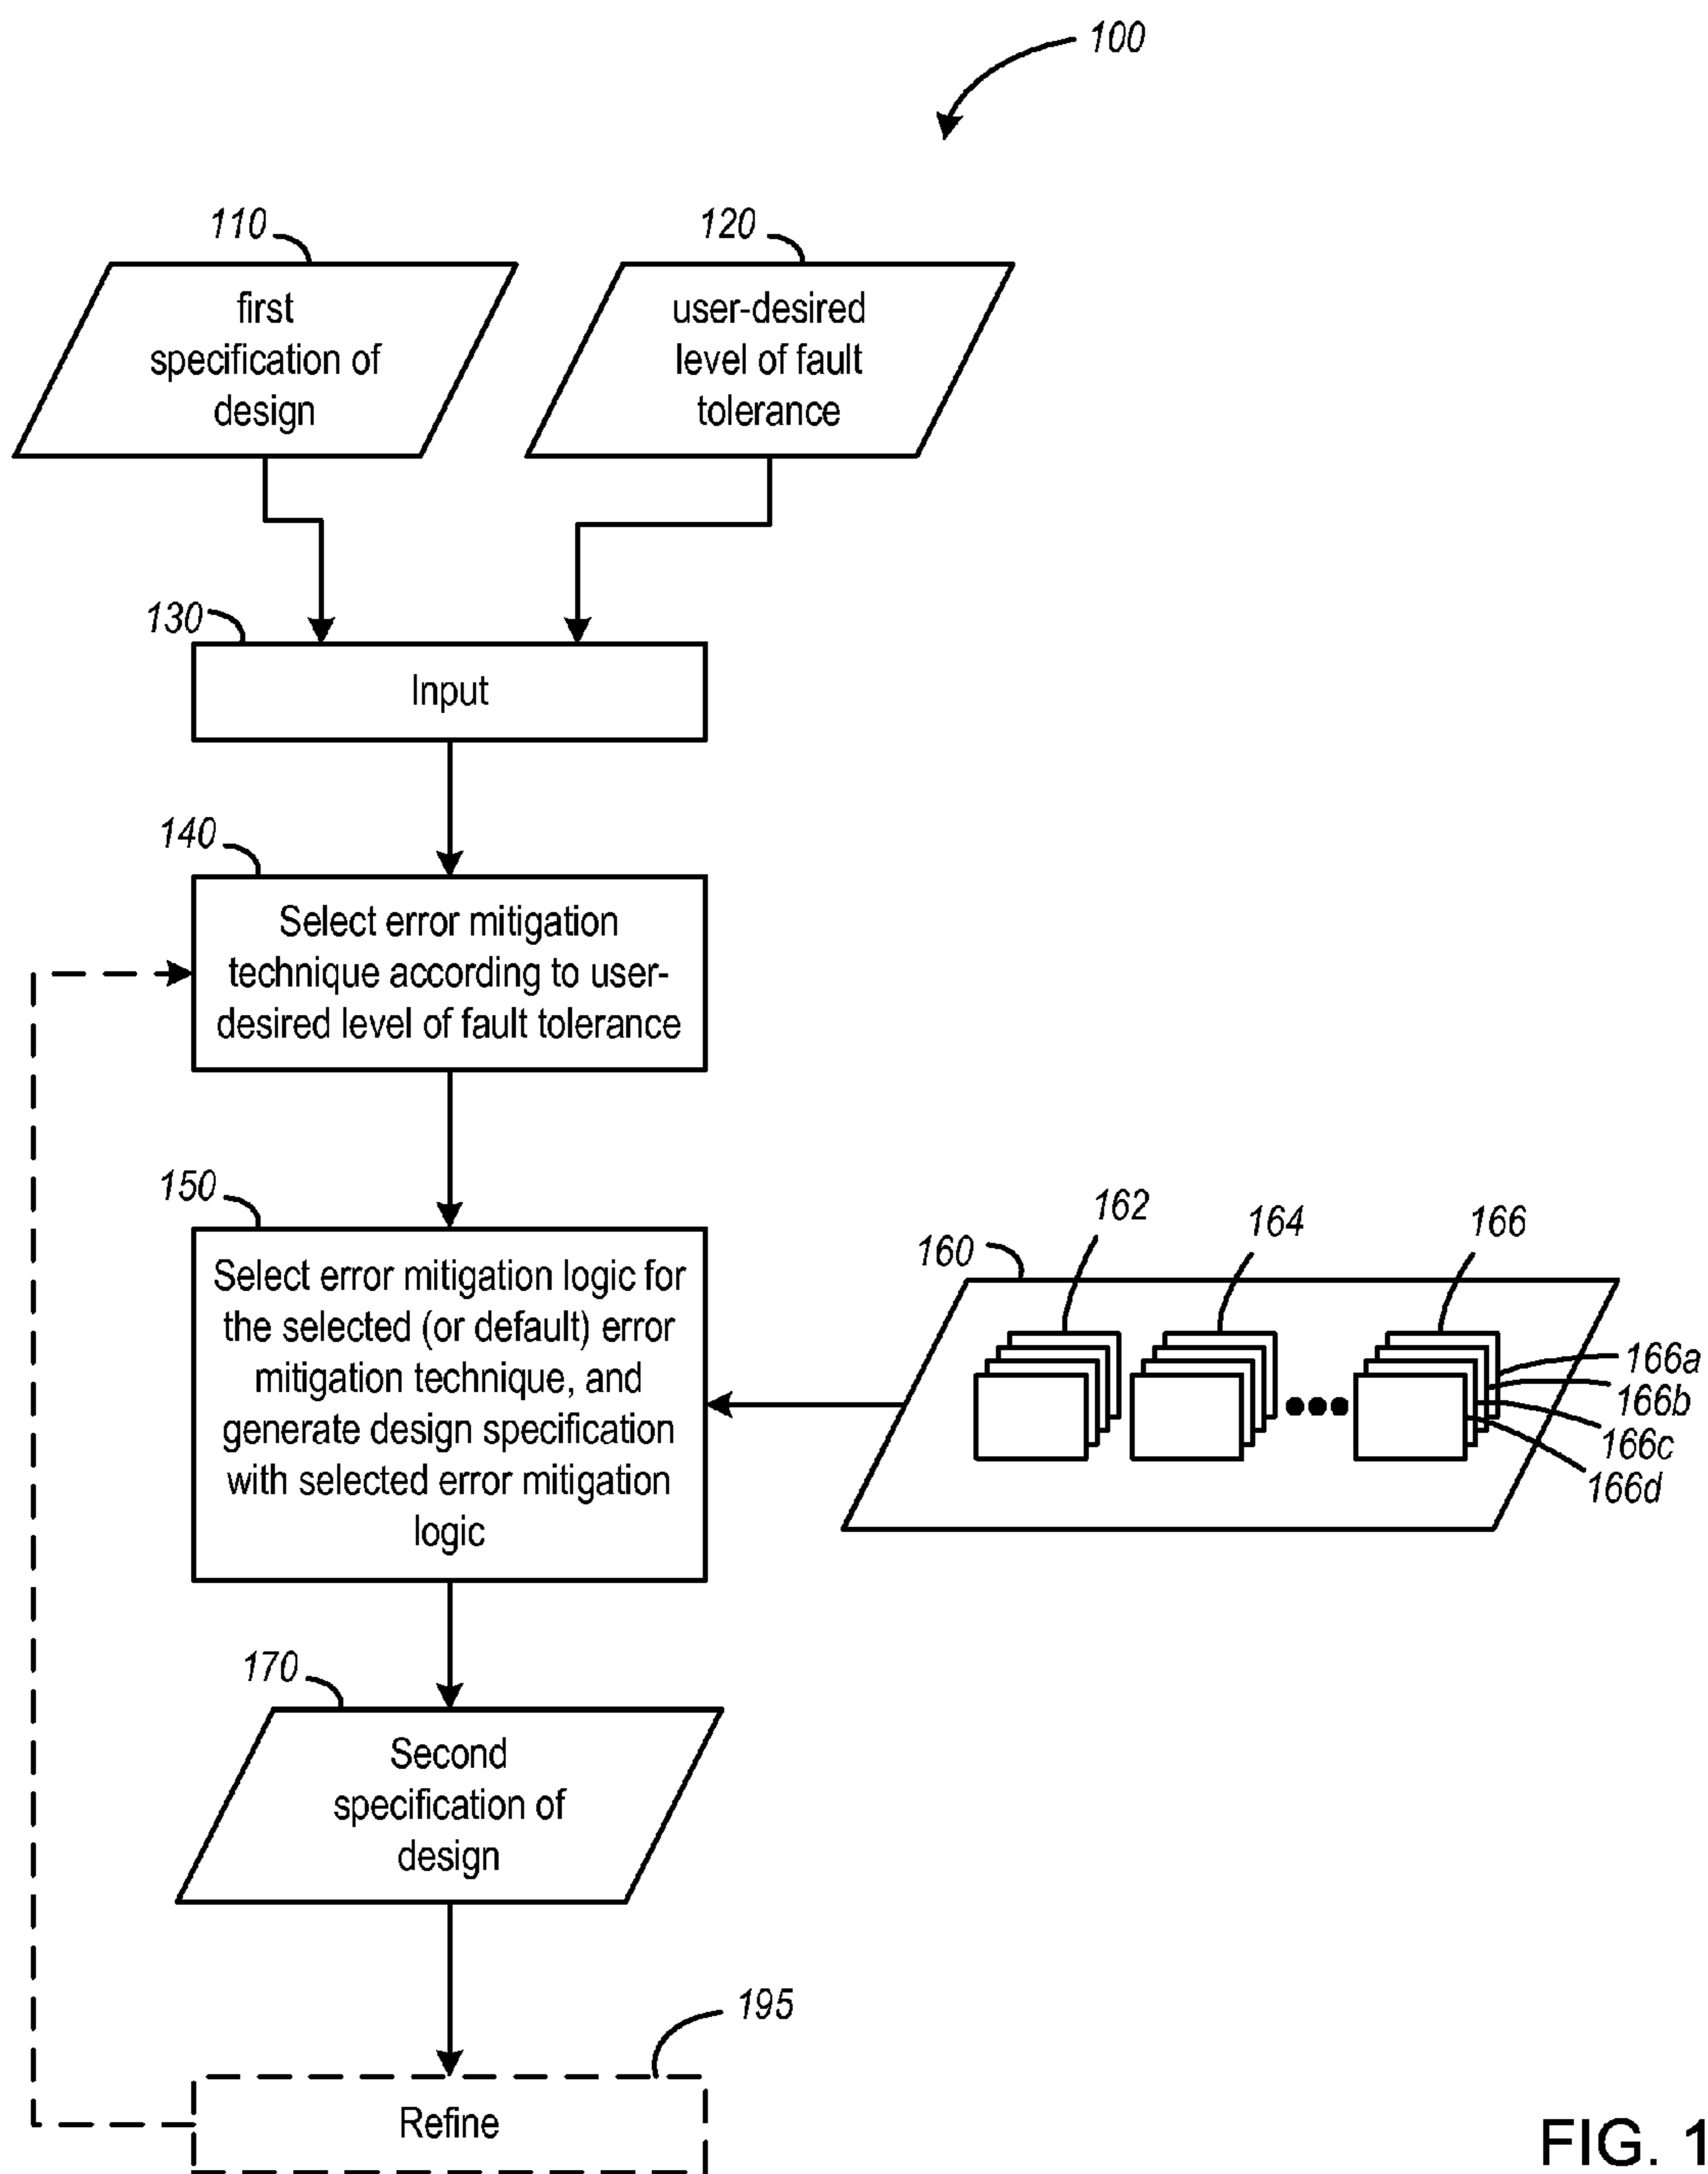 100
110
first
specification of
design
120
user-desired
level of fault
tolerance
130
Input
140
Select error mitigation
technique according to user-
desired level of fault tolerance
150
Select error mitigation logic for
the selected (or default) error
mitigation technique, and
generate design specification
with selected error mitigation
logic
160
162
164
166
166a
166b
166c
166d
170
Second
specification of
design
195
Refine
FIG. 1